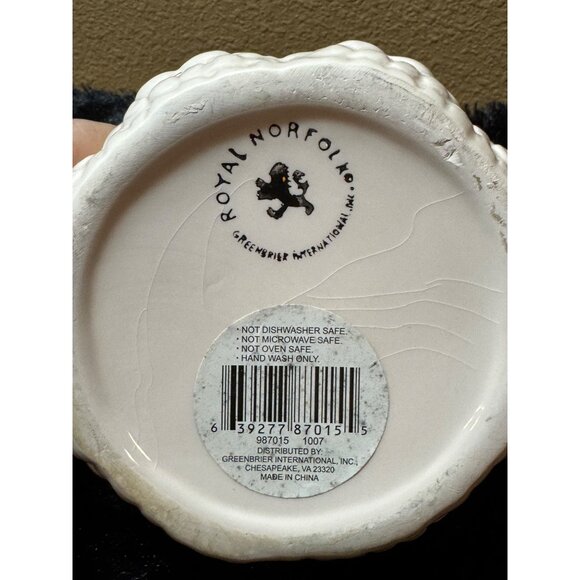 ROYAL NORFOLK®
GREENBRIER INTERNATIONAL, INC.
· NOT DISHWASHER SAFE.
· NOT MICROWAVE SAFE.
· NOT OVEN SAFE.
· HAND WASH ONLY.
6 39277 87015 5
987015 1007
DISTRIBUTED BY:
GREENBRIER INTERNATIONAL, INC.,
CHESAPEAKE, VA 23320
MADE IN CHINA